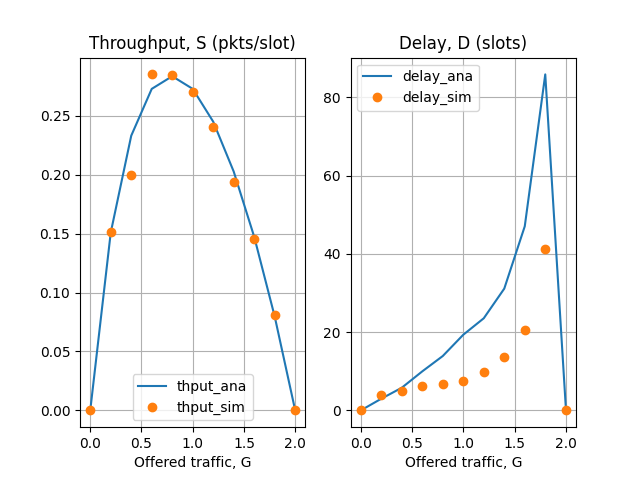 Throughput, S (pkts/slot)
0.25
0.20
0.15
0.10
0.05
0.00
thput_ana
thput_sim
0.0 0.5 1.0 1.5 2.0
Offered traffic, G
Delay, D (slots)
delay_ana
delay_sim
80
60
40
20
0
0.0 0.5 1.0 1.5 2.0
Offered traffic, G